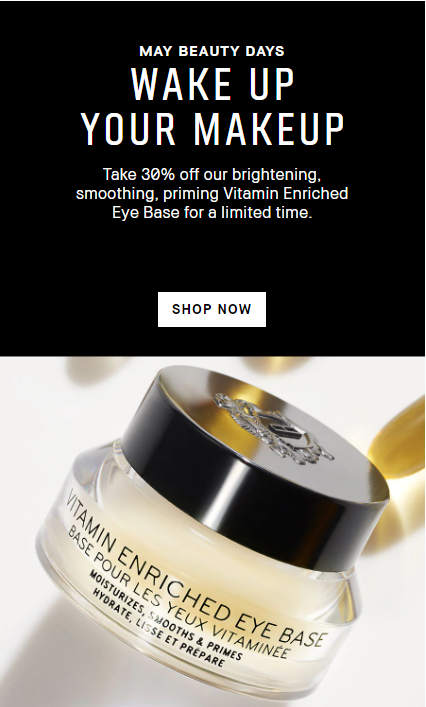 MAY BEAUTY DAYS
WAKE UP
YOUR MAKEUP
Take 30% off our brightening,
smoothing, priming Vitamin Enriched
Eye Base for a limited time.
SHOP NOW
VITAMIN ENRICHED EYE BASE
BASE POUR LES YEUX VITAMINÉE
MOISTURIZES, SMOOTHS & PRIMES
HYDRATE, LISSE ET PRÉPARE